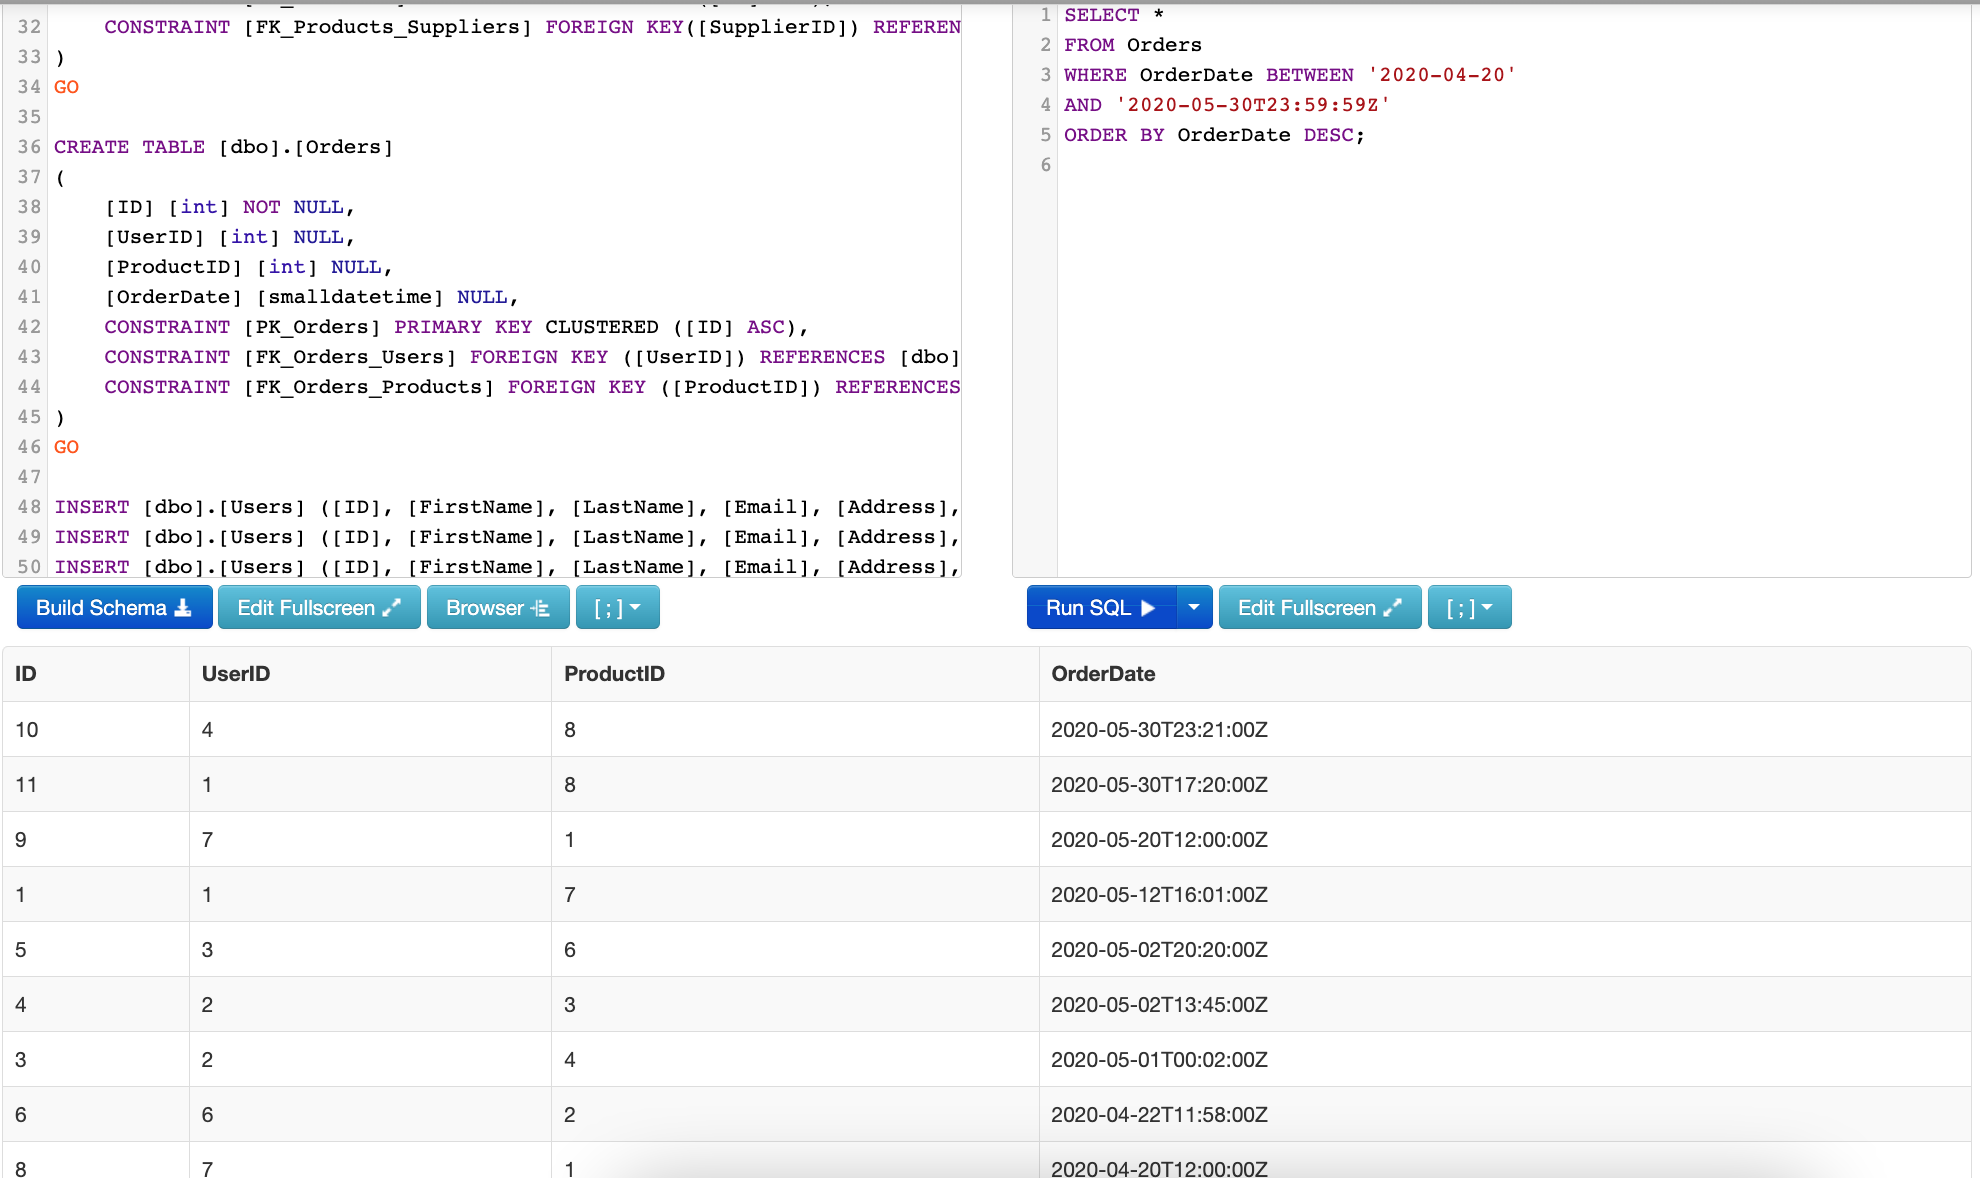 32 CONSTRAINT [FK_Products_Suppliers] FOREIGN KEY([SupplierID]) REFEREN
33 )
34 GO
35
36 CREATE TABLE [dbo].[Orders]
37 (
38 [ID] [int] NOT NULL,
39 [UserID] [int] NULL,
40 [ProductID] [int] NULL,
41 [OrderDate] [smalldatetime] NULL,
42 CONSTRAINT [PK_Orders] PRIMARY KEY CLUSTERED ([ID] ASC),
43 CONSTRAINT [FK_Orders_Users] FOREIGN KEY ([UserID]) REFERENCES [dbo]
44 CONSTRAINT [FK_Orders_Products] FOREIGN KEY ([ProductID]) REFERENCES
45 )
46 GO
47
48 INSERT [dbo].[Users] ([ID], [FirstName], [LastName], [Email], [Address],
49 INSERT [dbo].[Users] ([ID], [FirstName], [LastName], [Email], [Address],
50 INSERT [dbo].[Users] ([ID], [FirstName], [LastName], [Email], [Address],
1 SELECT *
2 FROM Orders
3 WHERE OrderDate BETWEEN '2020-04-20'
4 AND '2020-05-30T23:59:59Z'
5 ORDER BY OrderDate DESC;
6
Build Schema Edit Fullscreen Browser [ ; ] Run SQL Edit Fullscreen [ ; ]
ID UserID ProductID OrderDate
10 4 8 2020-05-30T23:21:00Z
11 1 8 2020-05-30T17:20:00Z
9 7 1 2020-05-20T12:00:00Z
1 1 7 2020-05-12T16:01:00Z
5 3 6 2020-05-02T20:20:00Z
4 2 3 2020-05-02T13:45:00Z
3 2 4 2020-05-01T00:02:00Z
6 6 2 2020-04-22T11:58:00Z
8 7 1 2020-04-20T12:00:00Z